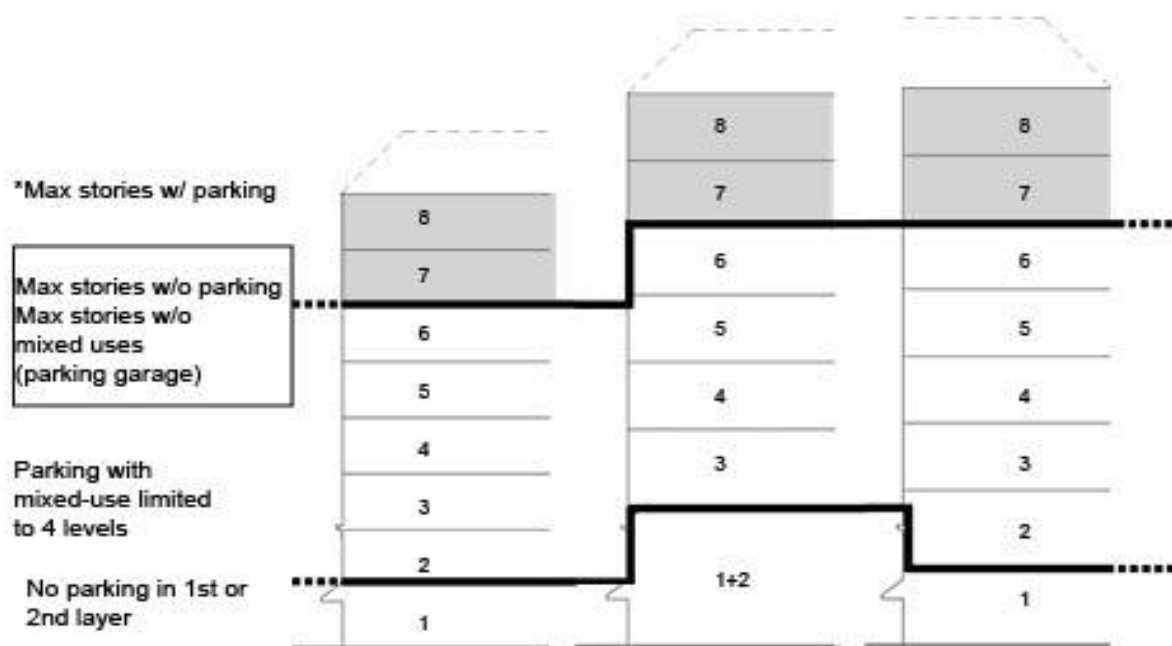 *Max stories w/ parking
Max stories w/o parking
Max stories w/o
mixed uses
(parking garage)
Parking with
mixed-use limited
to 4 levels
No parking in 1st or
2nd layer
8
7
6
5
4
3
2
1
8
7
6
5
4
3
1+2
8
7
6
5
4
3
2
1